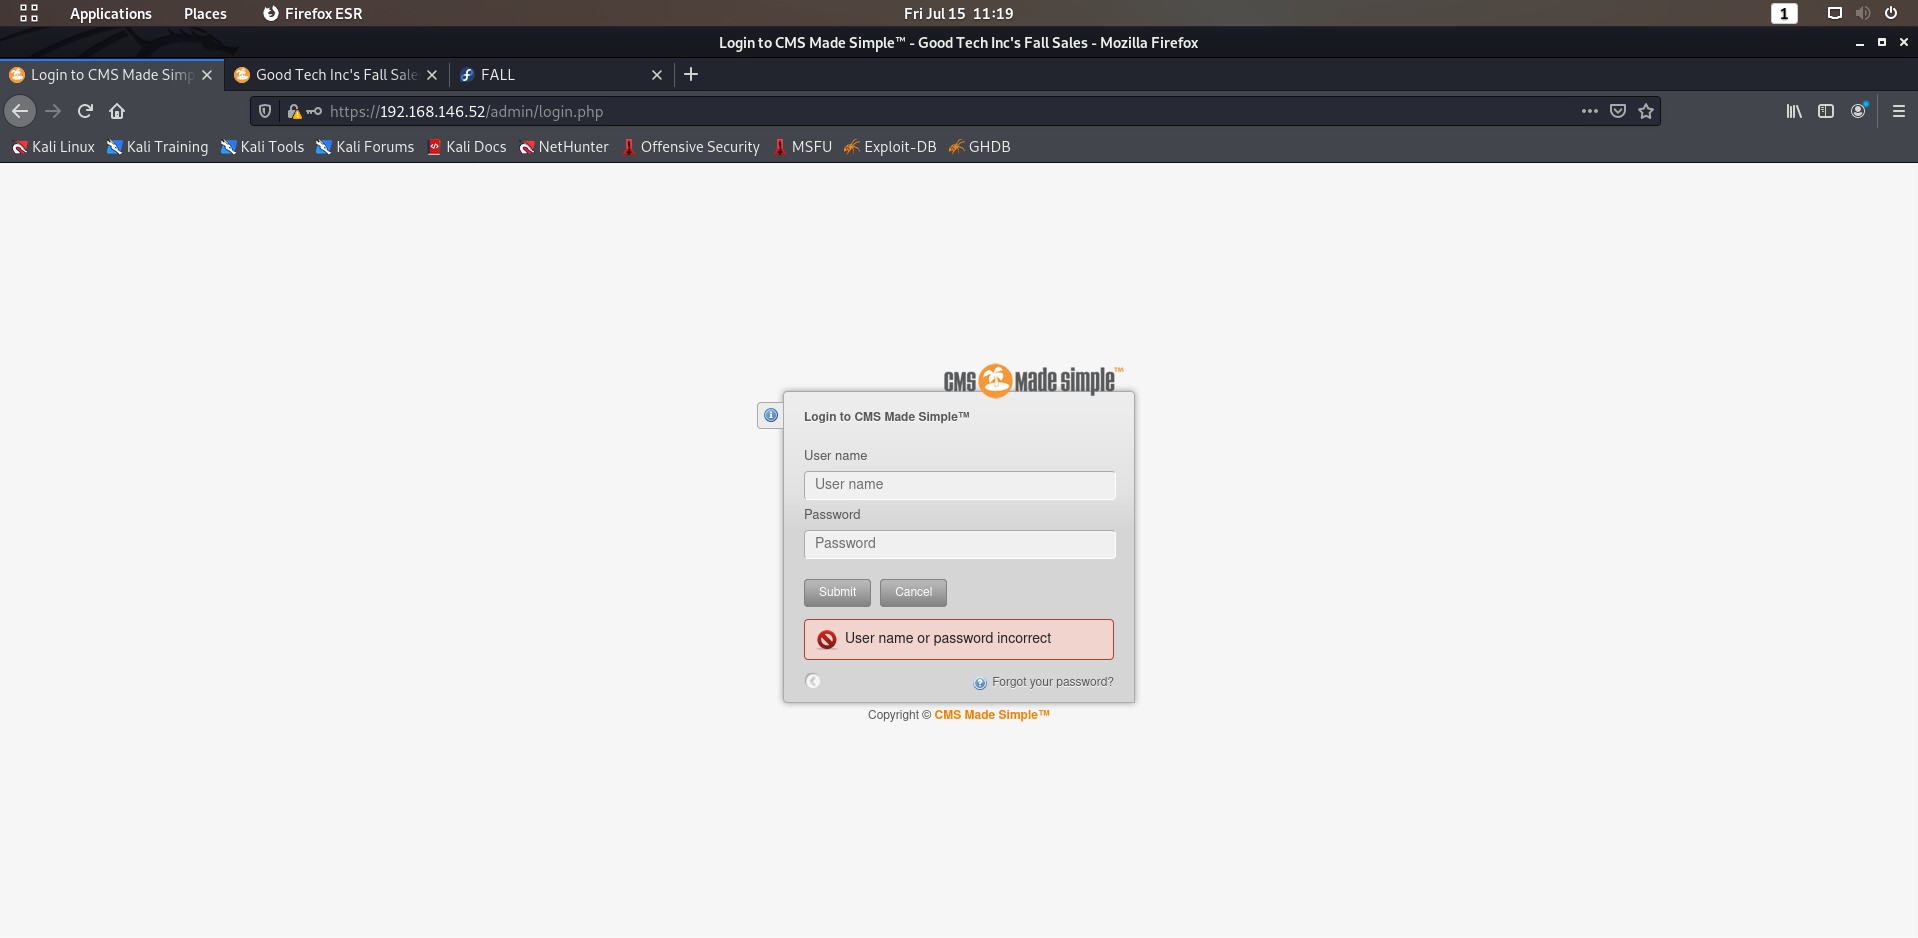 Applications Places Firefox ESR Fri Jul 15 11:19 1
Login to CMS Made Simple™ - Good Tech Inc's Fall Sales - Mozilla Firefox
Login to CMS Made Simp Good Tech Inc's Fall Sale FALL
https://192.168.146.52/admin/login.php
Kali Linux Kali Training Kali Tools Kali Forums Kali Docs NetHunter Offensive Security MSFU Exploit-DB GHDB
CMS Made simple™
Login to CMS Made Simple™
User name
User name
Password
Password
Submit Cancel
User name or password incorrect
Forgot your password?
Copyright © CMS Made Simple™